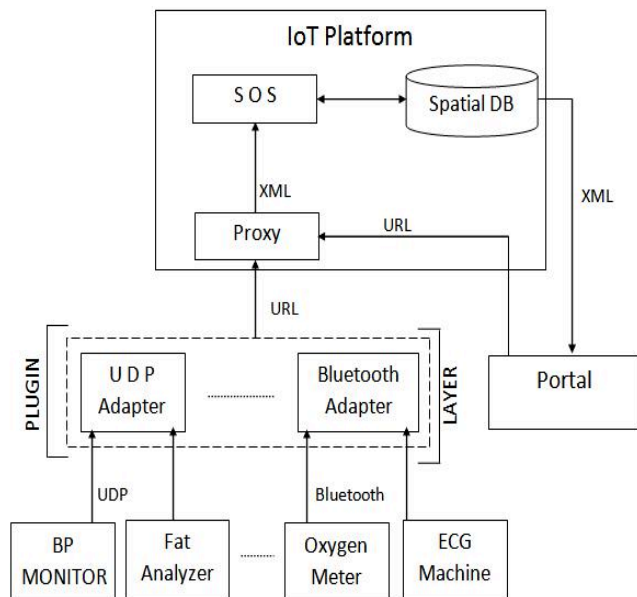 IoT Platform
S O S
Spatial DB
XML
XML
Proxy
URL
URL
PLUGIN
LAYER
U D P
Adapter
Bluetooth
Adapter
Portal
UDP
Bluetooth
BP
MONITOR
Fat
Analyzer
Oxygen
Meter
ECG
Machine